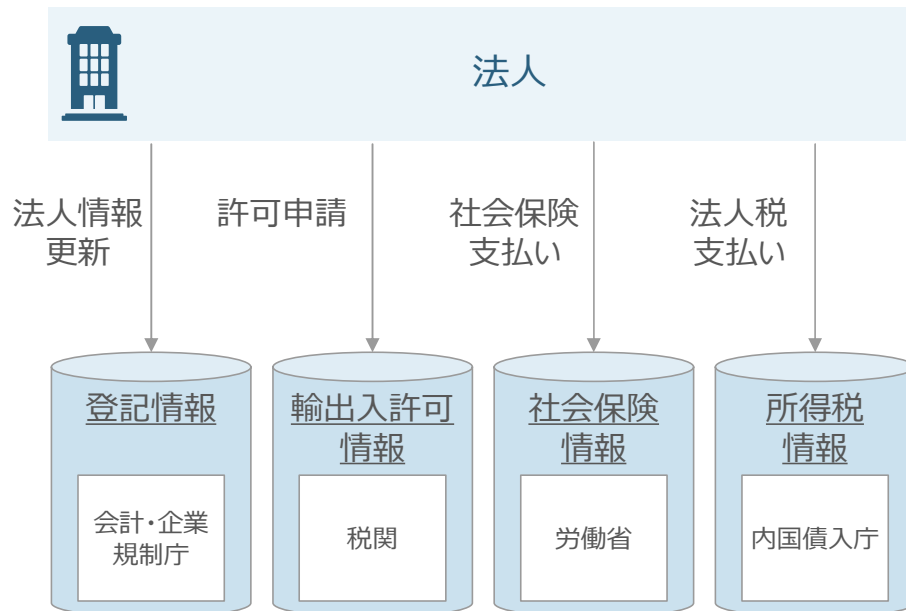 法人
法人情報
更新
許可申請
社会保険
支払い
法人税
支払い
登記情報
会計・企業
規制庁
輸出入許可
情報
税関
社会保険
情報
労働省
所得税
情報
内国債入庁